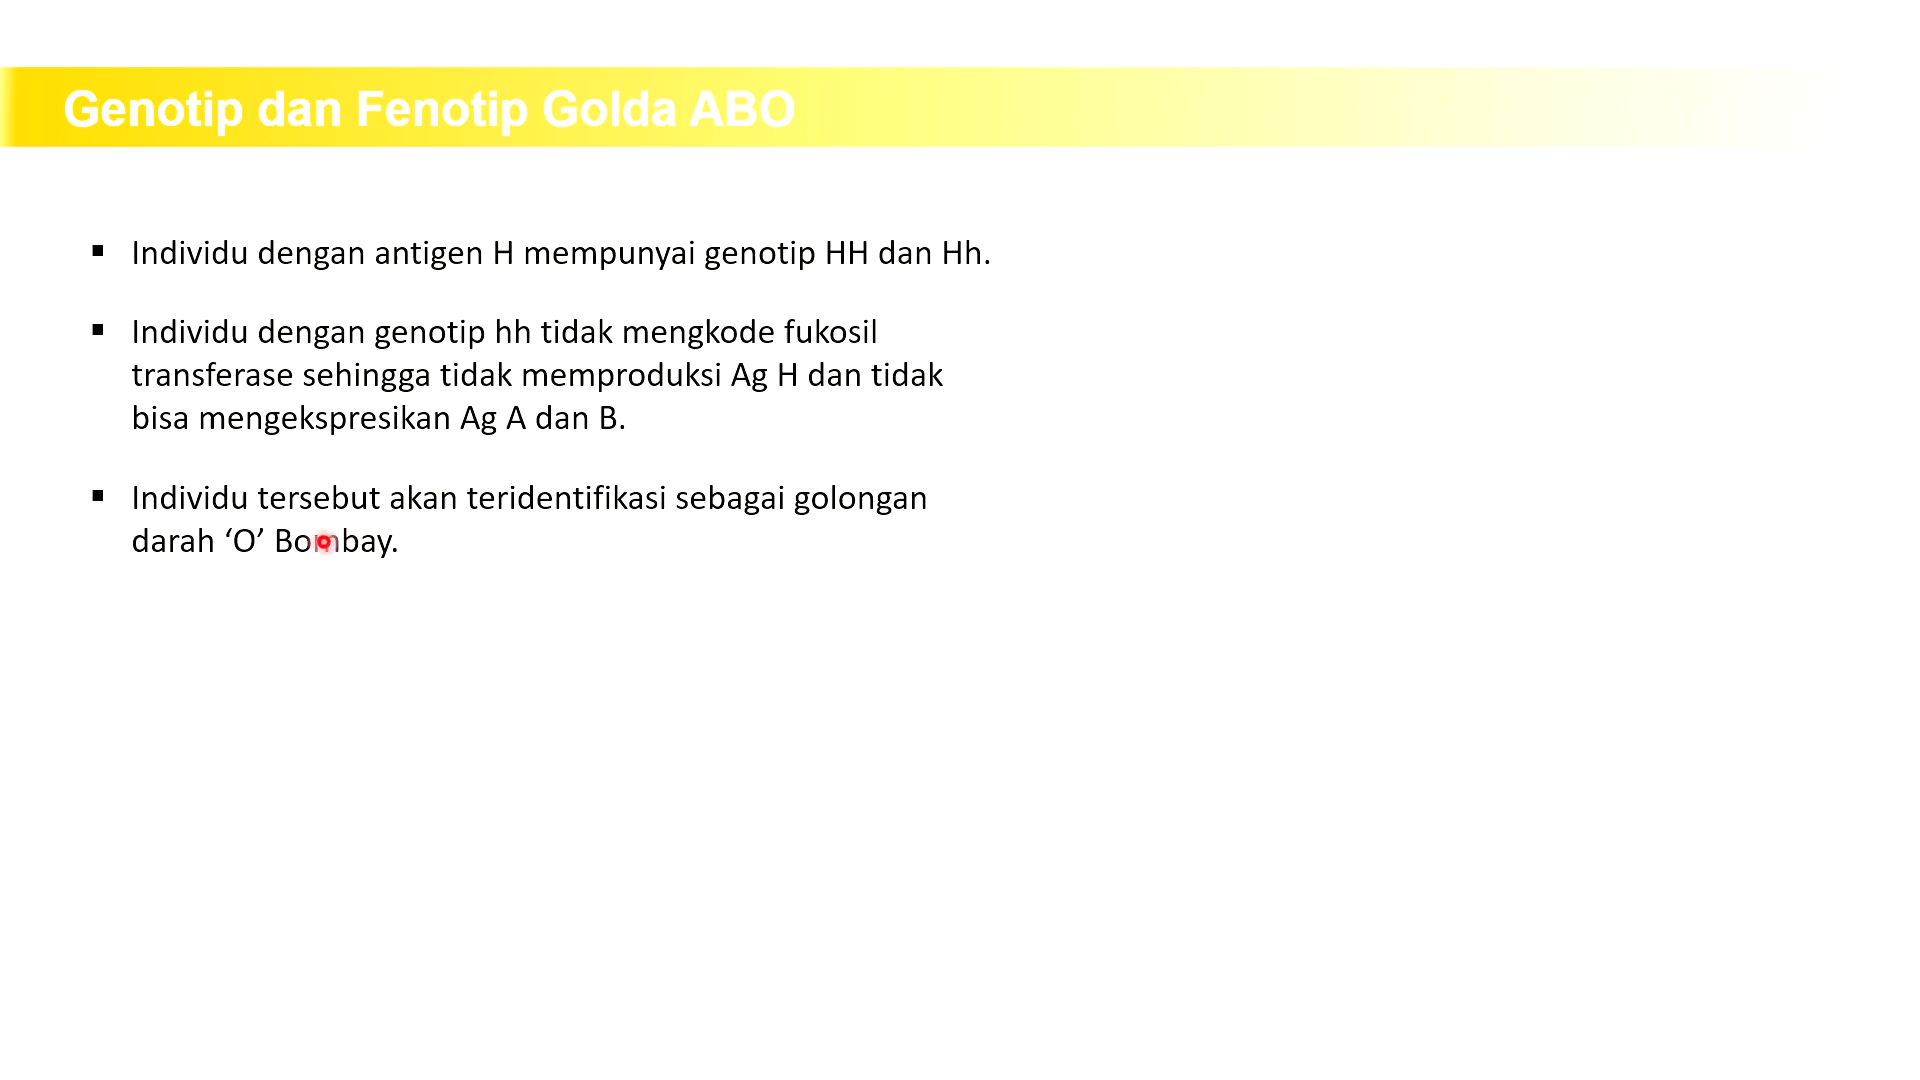 Genotip dan Fenotip Golda ABO
▪ Individu dengan antigen H mempunyai genotip HH dan Hh.
▪ Individu dengan genotip hh tidak mengkode fukosil
transferase sehingga tidak memproduksi Ag H dan tidak
bisa mengekspresikan Ag A dan B.
▪ Individu tersebut akan teridentifikasi sebagai golongan
darah ‘O’ Bombay.